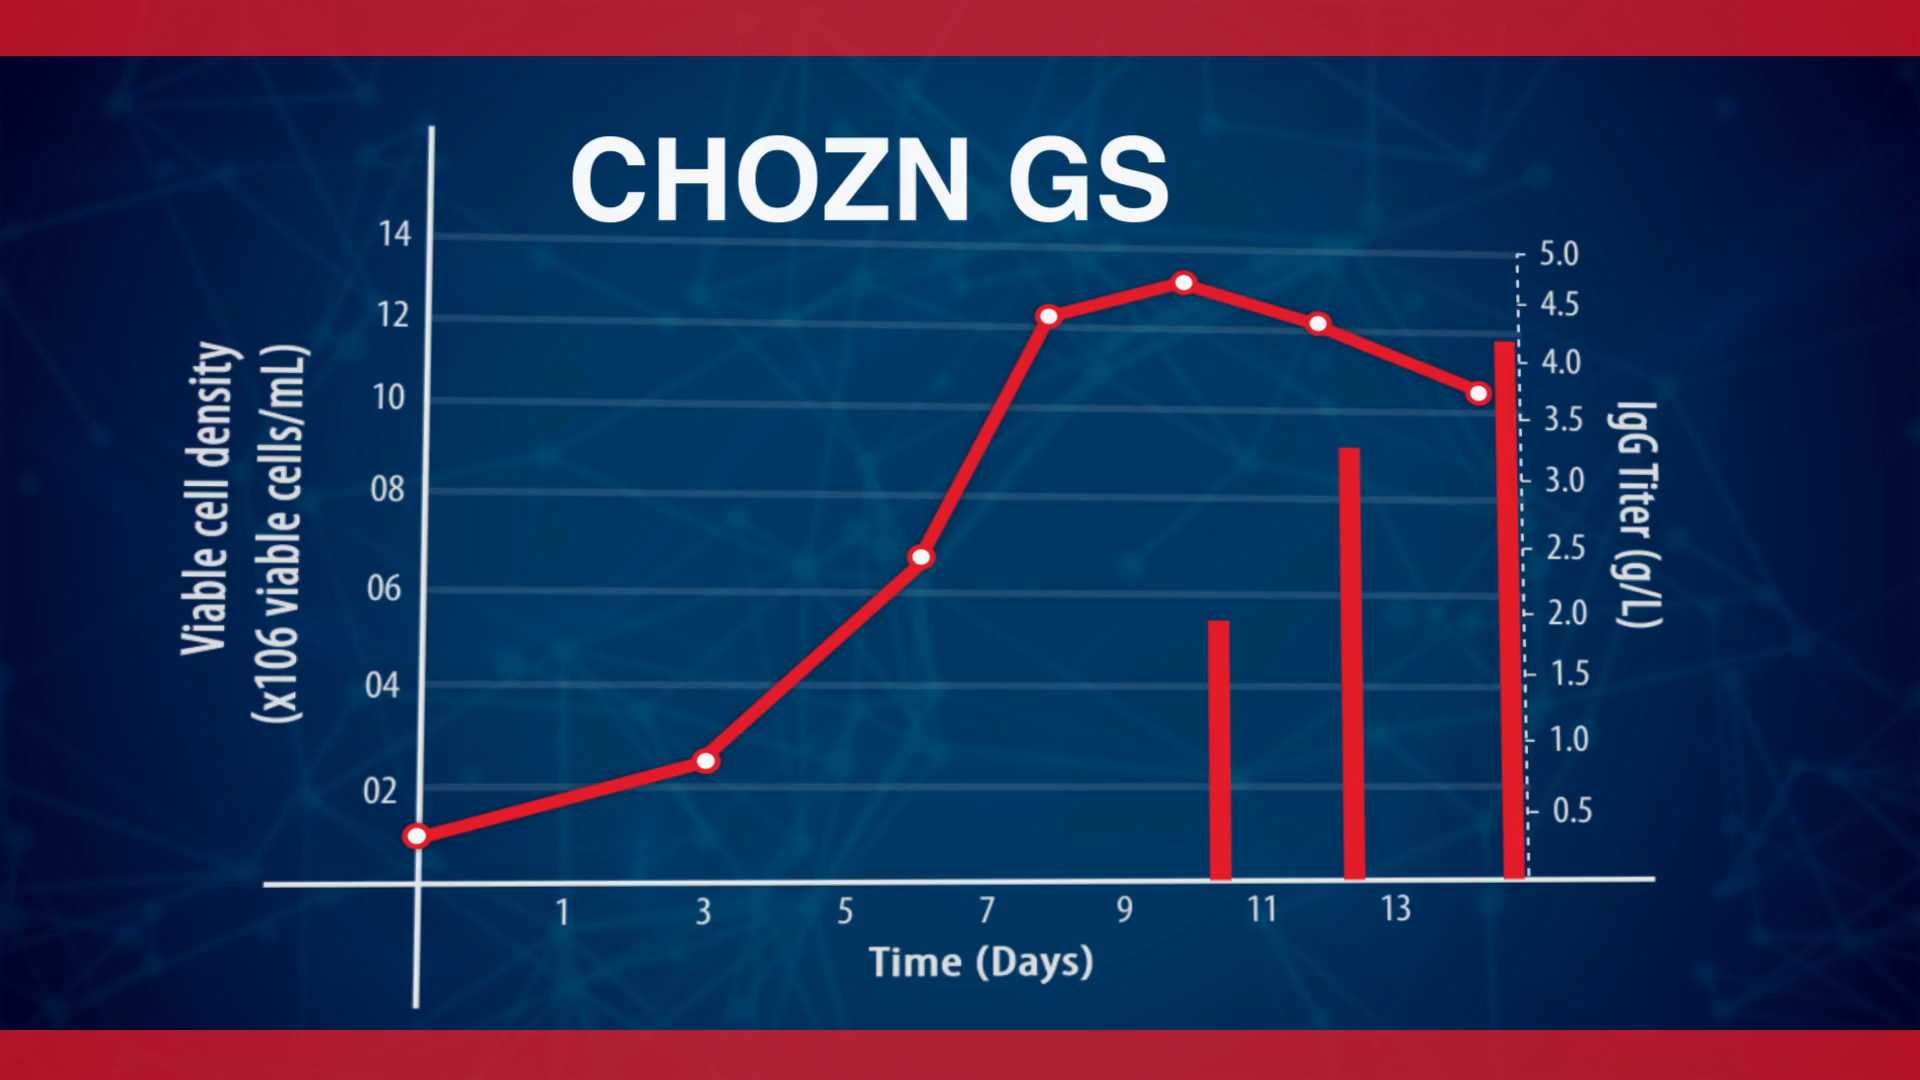 CHOZN GS
14
12
10
08
06
04
02
Viable cell density
(x106 viable cells/mL)
5.0
4.5
4.0
3.5
3.0
2.5
2.0
1.5
1.0
0.5
IgG Titer (g/L)
1 3 5 7 9 11 13
Time (Days)